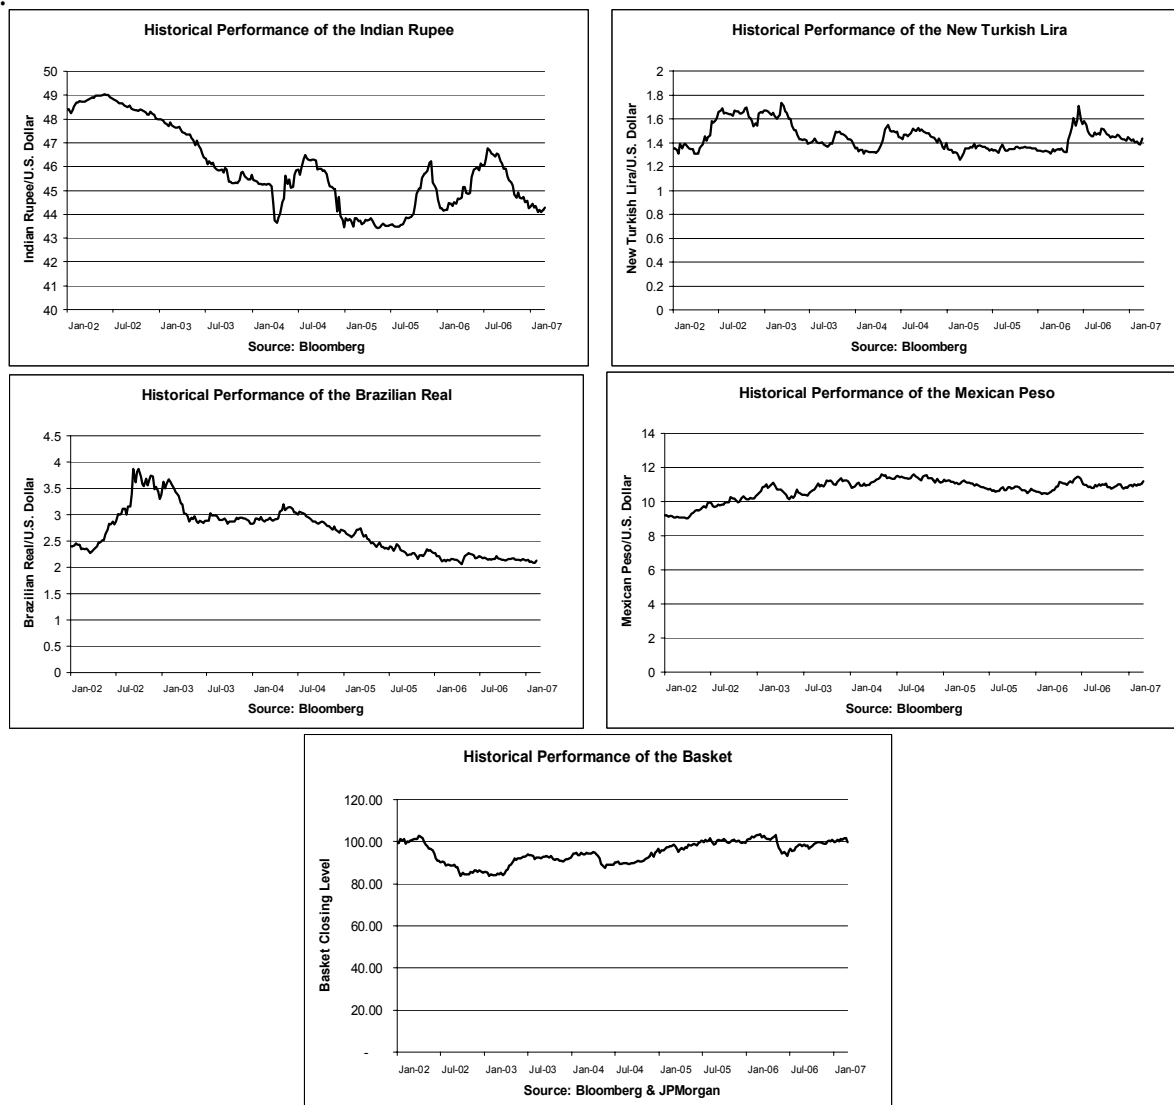 Historical Performance of the Indian Rupee
Indian Rupee/U.S. Dollar
50
49
48
47
46
45
44
43
42
41
40
Jan-02 Jul-02 Jan-03 Jul-03 Jan-04 Jul-04 Jan-05 Jul-05 Jan-06 Jul-06 Jan-07
Source: Bloomberg
Historical Performance of the New Turkish Lira
New Turkish Lira/U.S. Dollar
2
1.8
1.6
1.4
1.2
1
0.8
0.6
0.4
0.2
0
Jan-02 Jul-02 Jan-03 Jul-03 Jan-04 Jul-04 Jan-05 Jul-05 Jan-06 Jul-06 Jan-07
Source: Bloomberg
Historical Performance of the Brazilian Real
Brazilian Real/U.S. Dollar
4.5
4
3.5
3
2.5
2
1.5
1
0.5
0
Jan-02 Jul-02 Jan-03 Jul-03 Jan-04 Jul-04 Jan-05 Jul-05 Jan-06 Jul-06 Jan-07
Source: Bloomberg
Historical Performance of the Mexican Peso
Mexican Peso/U.S. Dollar
14
12
10
8
6
4
2
0
Jan-02 Jul-02 Jan-03 Jul-03 Jan-04 Jul-04 Jan-05 Jul-05 Jan-06 Jul-06 Jan-07
Source: Bloomberg
Historical Performance of the Basket
Basket Closing Level
120.00
100.00
80.00
60.00
40.00
20.00
-
Jan-02 Jul-02 Jan-03 Jul-03 Jan-04 Jul-04 Jan-05 Jul-05 Jan-06 Jul-06 Jan-07
Source: Bloomberg & JPMorgan